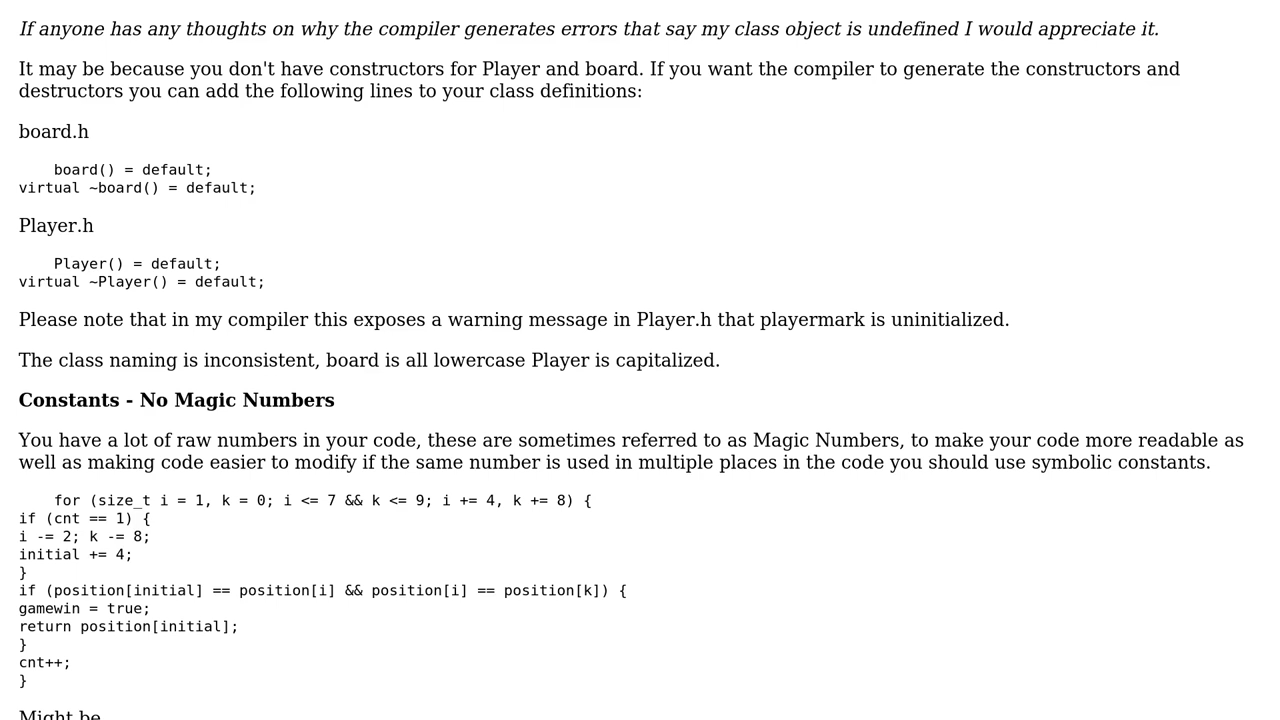 If anyone has any thoughts on why the compiler generates errors that say my class object is undefined I would appreciate it.
It may be because you don't have constructors for Player and board. If you want the compiler to generate the constructors and
destructors you can add the following lines to your class definitions:
board.h
board() = default;
virtual ~board() = default;
Player.h
Player() = default;
virtual ~Player() = default;
Please note that in my compiler this exposes a warning message in Player.h that playermark is uninitialized.
The class naming is inconsistent, board is all lowercase Player is capitalized.
Constants - No Magic Numbers
You have a lot of raw numbers in your code, these are sometimes referred to as Magic Numbers, to make your code more readable as
well as making code easier to modify if the same number is used in multiple places in the code you should use symbolic constants.
for (size_t i = 1, k = 0; i <= 7 && k <= 9; i += 4, k += 8) {
if (cnt == 1) {
i -= 2; k -= 8;
initial += 4;
}
if (position[initial] == position[i] && position[i] == position[k]) {
gamewin = true;
return position[initial];
}
cnt++;
}
Might be